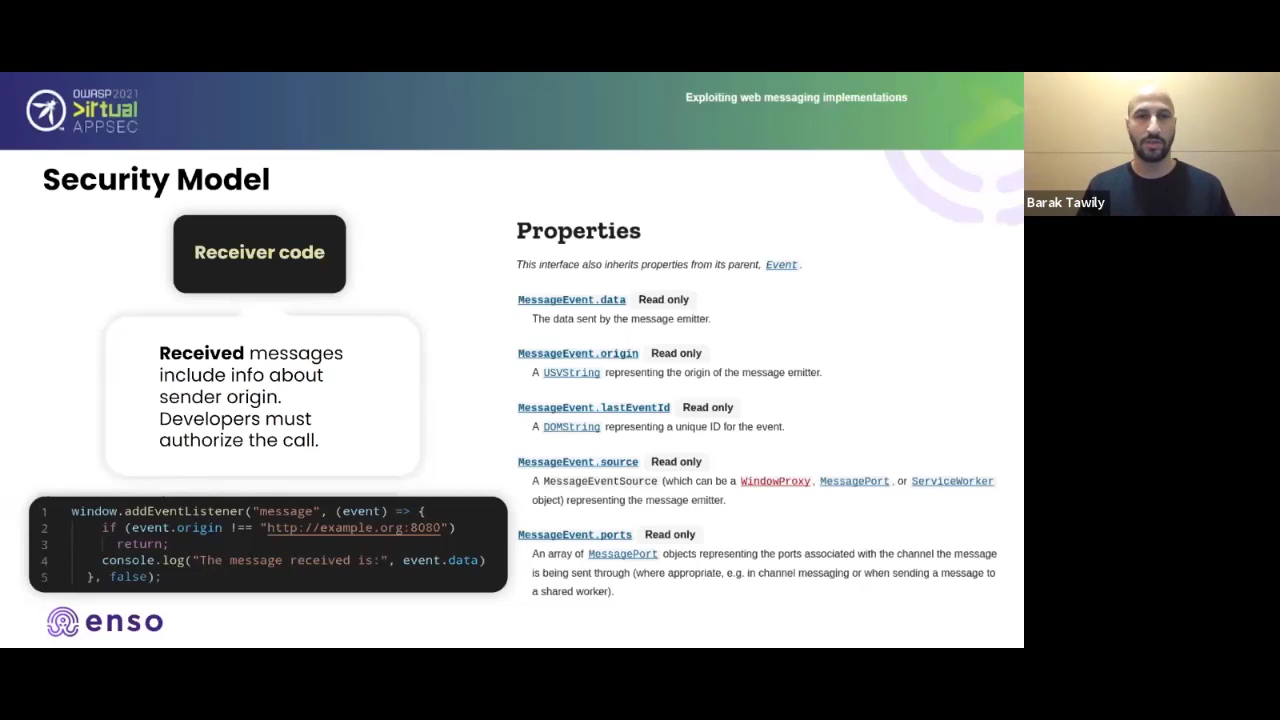 OWASP 2021
Virtual
APPSEC
Exploiting web messaging implementations
Barak Tawily
Security Model
Receiver code
Received messages
include info about
sender origin.
Developers must
authorize the call.
1 window.addEventListener("message", (event) => {
2 if (event.origin !== "http://example.org:8080")
3 return;
4 console.log("The message received is:", event.data)
5 }, false);
enso
Properties
This interface also inherits properties from its parent, Event.
MessageEvent.data Read only
The data sent by the message emitter.
MessageEvent.origin Read only
A USVString representing the origin of the message emitter.
MessageEvent.lastEventId Read only
A DOMString representing a unique ID for the event.
MessageEvent.source Read only
A MessageEventSource (which can be a WindowProxy, MessagePort, or ServiceWorker
object) representing the message emitter.
MessageEvent.ports Read only
An array of MessagePort objects representing the ports associated with the channel the message
is being sent through (where appropriate, e.g. in channel messaging or when sending a message to
a shared worker).